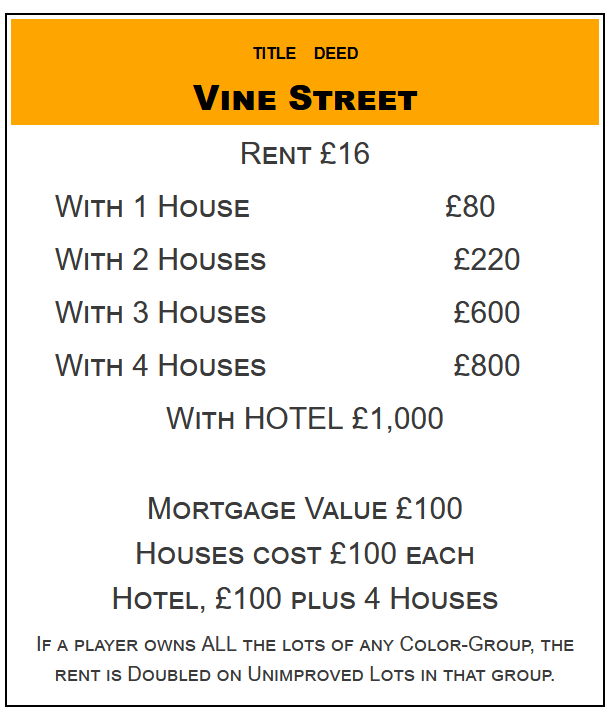 TITLE DEED
VINE STREET
RENT £16
WITH 1 HOUSE £80
WITH 2 HOUSES £220
WITH 3 HOUSES £600
WITH 4 HOUSES £800
WITH HOTEL £1,000
MORTGAGE VALUE £100
HOUSES COST £100 EACH
HOTEL, £100 PLUS 4 HOUSES
IF A PLAYER OWNS ALL THE LOTS OF ANY COLOR-GROUP, THE
RENT IS DOUBLED ON UNIMPROVED LOTS IN THAT GROUP.